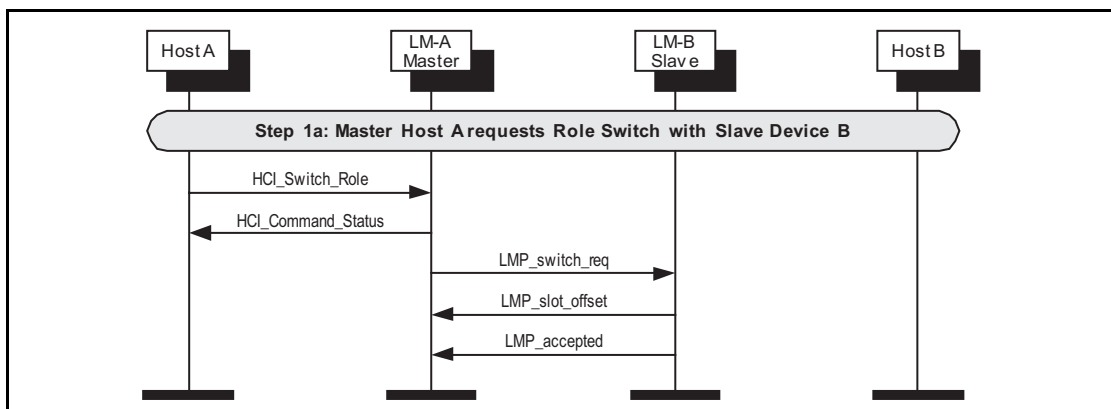 Host A
LM-A
Master
LM-B
Slave
Host B
Step 1a: Master Host A requests Role Switch with Slave Device B
HCI_Switch_Role
HCI_Command_Status
LMP_switch_req
LMP_slot_offset
LMP_accepted